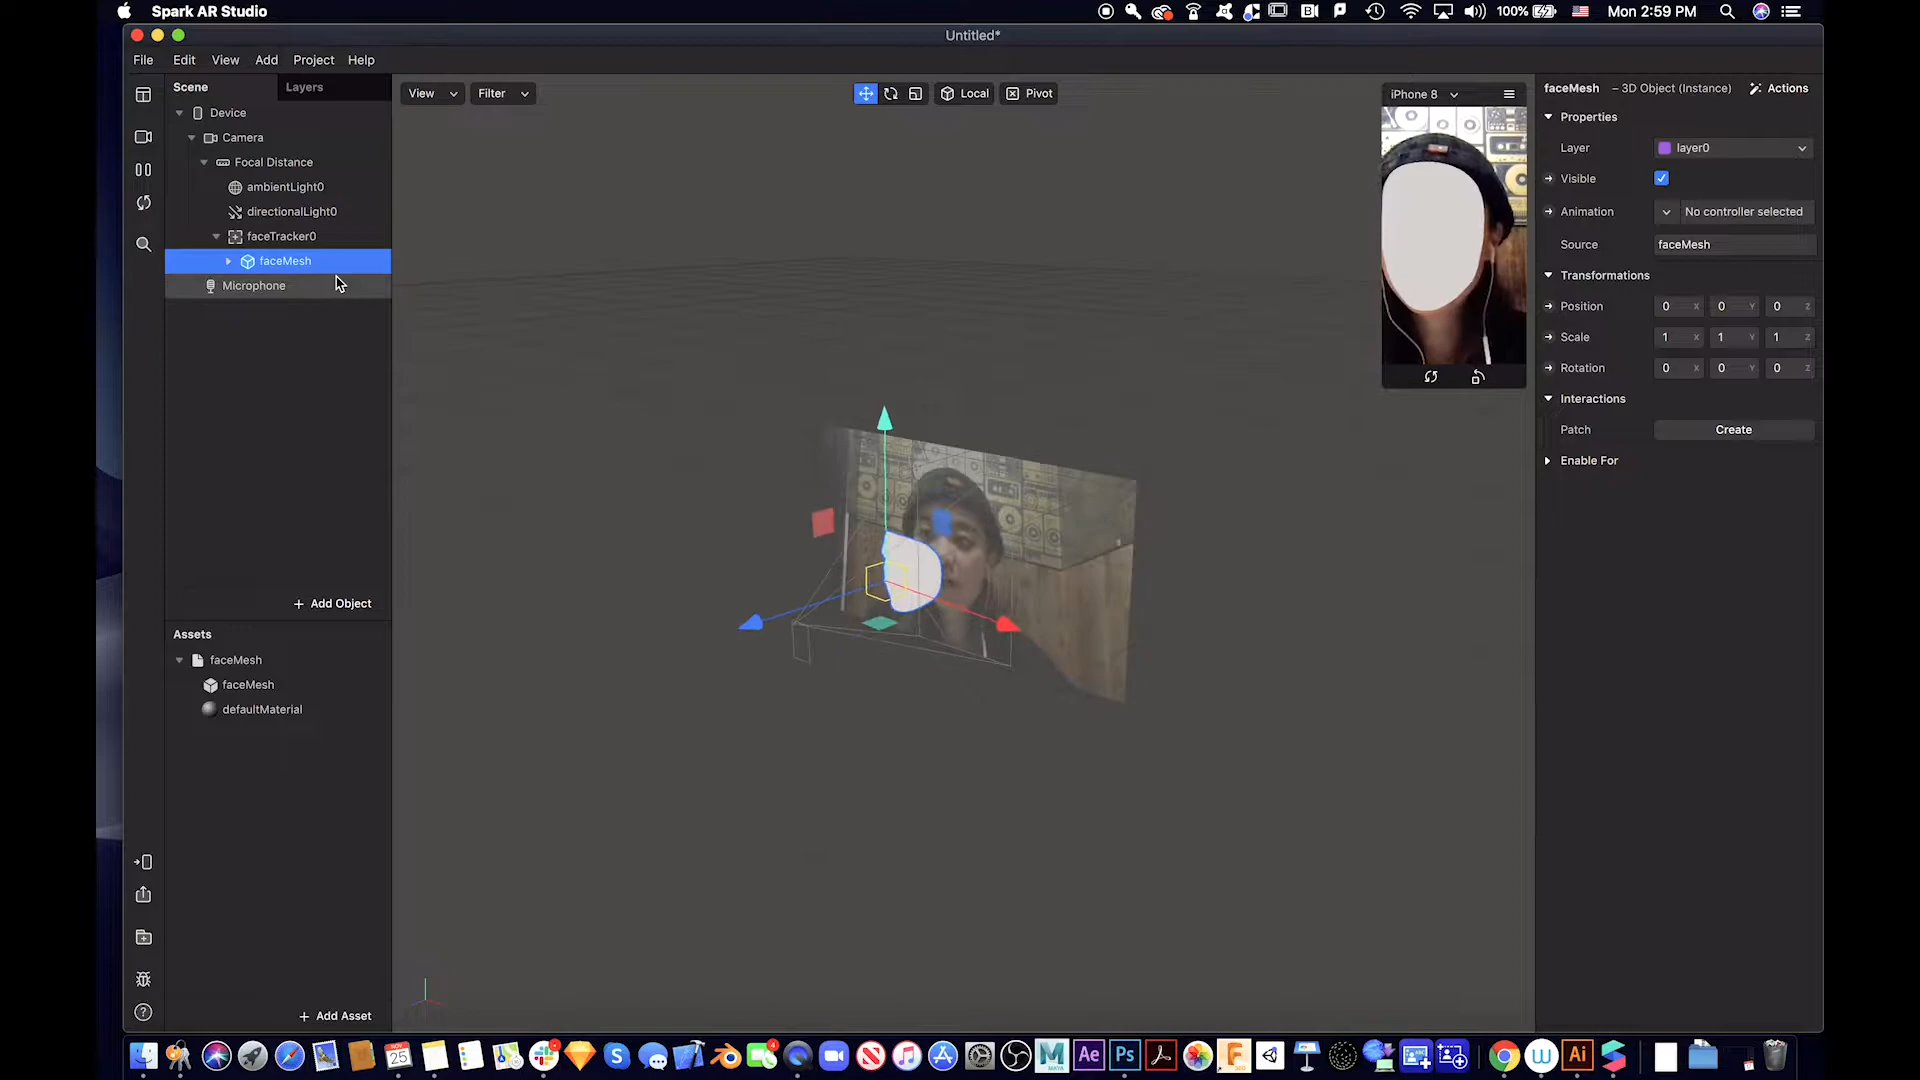 Spark AR Studio
100%
Mon 2:59 PM
Untitled*
File Edit View Add Project Help
Scene Layers
Device
Camera
Focal Distance
ambientLight0
directionalLight0
faceTracker0
faceMesh
Microphone
+ Add Object
Assets
faceMesh
faceMesh
defaultMaterial
+ Add Asset
View Filter
Local Pivot
iPhone 8
faceMesh – 3D Object (Instance) Actions
Properties
Layer layer0
Visible
Animation No controller selected
Source faceMesh
Transformations
Position 0 X 0 Y 0 Z
Scale 1 X 1 Y 1 Z
Rotation 0 X 0 Y 0 Z
Interactions
Patch Create
Enable For
NOV 25 4 MAYA Ae Ps Ai